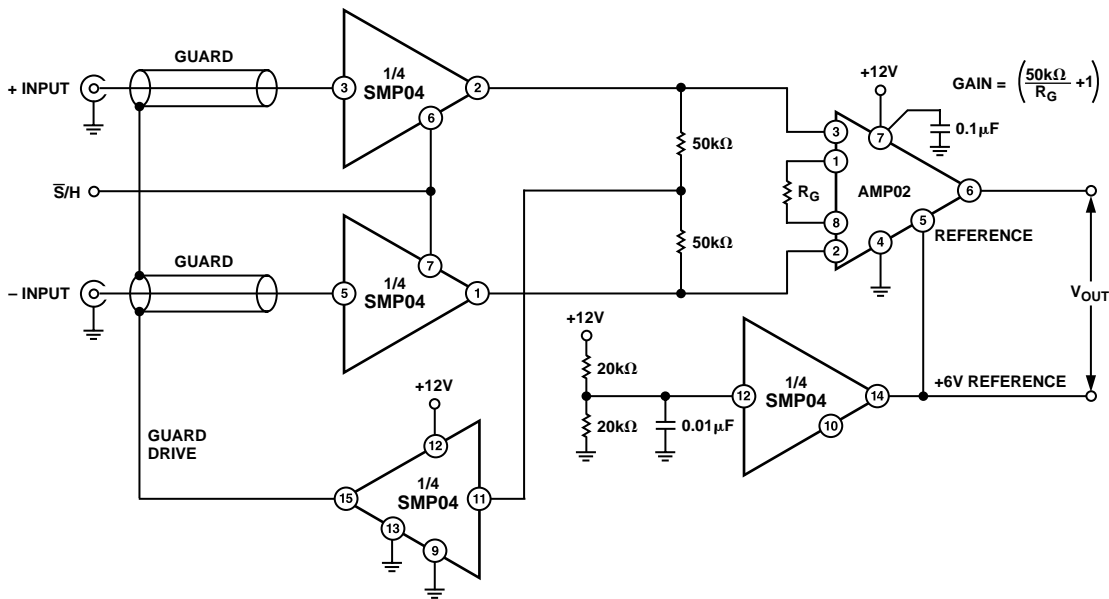 GUARD
+ INPUT
3
1/4
SMP04
2
6
50kΩ
S̅/H
50kΩ
GUARD
– INPUT
5
7
1/4
SMP04
1
+12V
GAIN = (50kΩ/RG +1)
7
0.1µF
3
1
RG
8
2
AMP02
6
5
4
REFERENCE
VOUT
+12V
20kΩ
20kΩ
0.01µF
12
1/4
SMP04
14
10
+6V REFERENCE
GUARD
DRIVE
+12V
12
1/4
SMP04
15
11
13
9